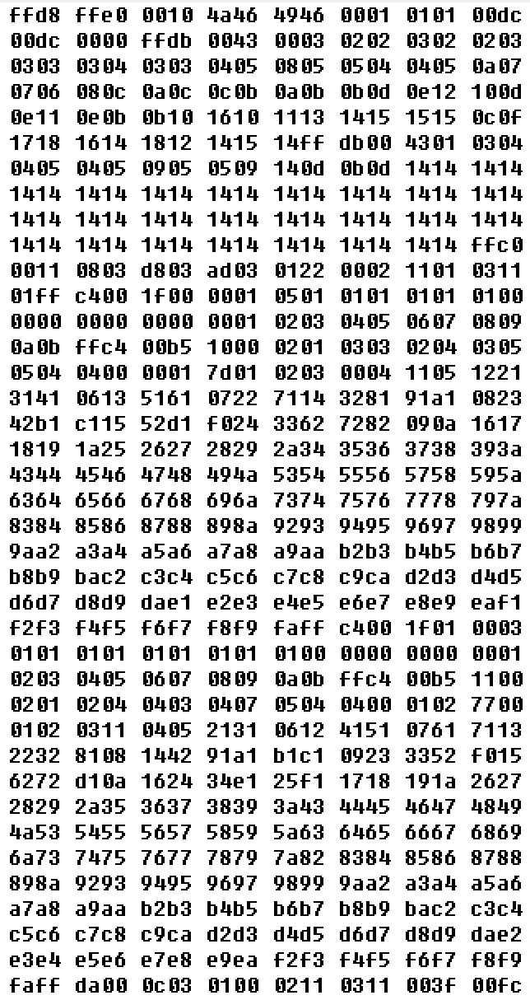 ffd8 ffe0 0010 4a46 4946 0001 0101 00dc
00dc 0000 ffdb 0043 0003 0202 0302 0203
0303 0304 0303 0405 0805 0504 0405 0a07
0706 080c 0a0c 0c0b 0a0b 0b0d 0e12 100d
0e11 0e0b 0b10 1610 1113 1415 1515 0c0f
1718 1614 1812 1415 14ff db00 4301 0304
0405 0405 0905 0509 140d 0b0d 1414 1414
1414 1414 1414 1414 1414 1414 1414 1414
1414 1414 1414 1414 1414 1414 1414 1414
1414 1414 1414 1414 1414 1414 1414 ffc0
0011 0803 d803 ad03 0122 0002 1101 0311
01ff c400 1f00 0001 0501 0101 0101 0100
0000 0000 0000 0001 0203 0405 0607 0809
0a0b ffc4 00b5 1000 0201 0303 0204 0305
0504 0400 0001 7d01 0203 0004 1105 1221
3141 0613 5161 0722 7114 3281 91a1 0823
42b1 c115 52d1 f024 3362 7282 090a 1617
1819 1a25 2627 2829 2a34 3536 3738 393a
4344 4546 4748 494a 5354 5556 5758 595a
6364 6566 6768 696a 7374 7576 7778 797a
8384 8586 8788 898a 9293 9495 9697 9899
9aa2 a3a4 a5a6 a7a8 a9aa b2b3 b4b5 b6b7
b8b9 bac2 c3c4 c5c6 c7c8 c9ca d2d3 d4d5
d6d7 d8d9 dae1 e2e3 e4e5 e6e7 e8e9 eaf1
f2f3 f4f5 f6f7 f8f9 faff c400 1f01 0003
0101 0101 0101 0101 0100 0000 0000 0001
0203 0405 0607 0809 0a0b ffc4 00b5 1100
0201 0204 0403 0407 0504 0400 0102 7700
0102 0311 0405 2131 0612 4151 0761 7113
2232 8108 1442 91a1 b1c1 0923 3352 f015
6272 d10a 1624 34e1 25f1 1718 191a 2627
2829 2a35 3637 3839 3a43 4445 4647 4849
4a53 5455 5657 5859 5a63 6465 6667 6869
6a73 7475 7677 7879 7a82 8384 8586 8788
898a 9293 9495 9697 9899 9aa2 a3a4 a5a6
a7a8 a9aa b2b3 b4b5 b6b7 b8b9 bac2 c3c4
c5c6 c7c8 c9ca d2d3 d4d5 d6d7 d8d9 dae2
e3e4 e5e6 e7e8 e9ea f2f3 f4f5 f6f7 f8f9
faff da00 0c03 0100 0211 0311 003f 00fc